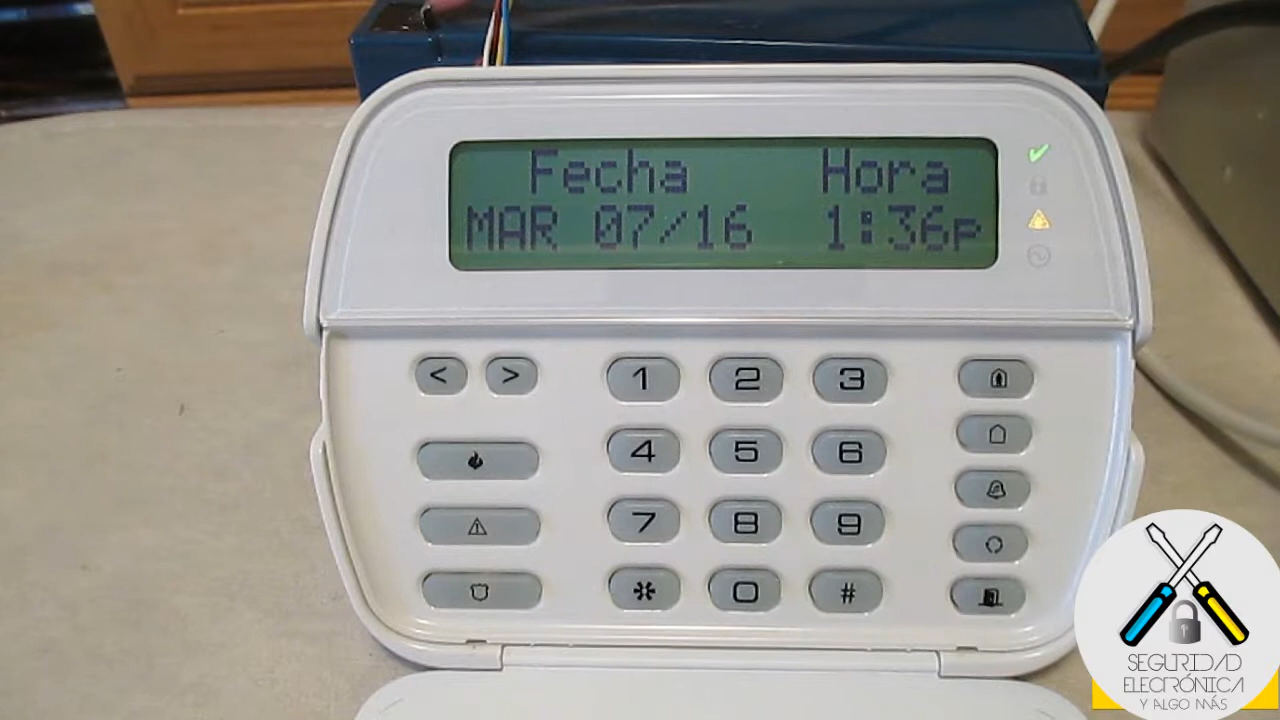 Fecha Hora
MAR 07/16 1:36p
< > 1 2 3
4 5 6
7 8 9
* 0 #
SEGURIDAD
ELECTRÓNICA
Y ALGO MÁS